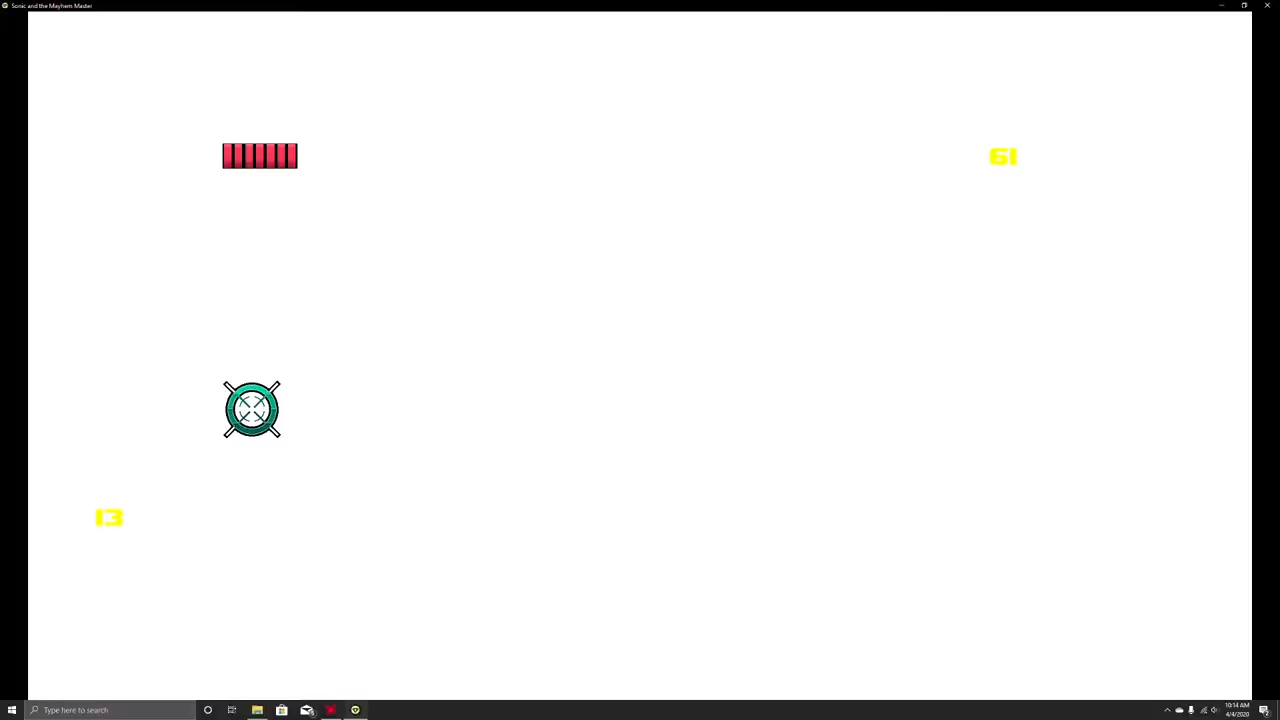 Sonic and the Mayhem Master
61
13
Type here to search
10:14 AM
4/4/2020